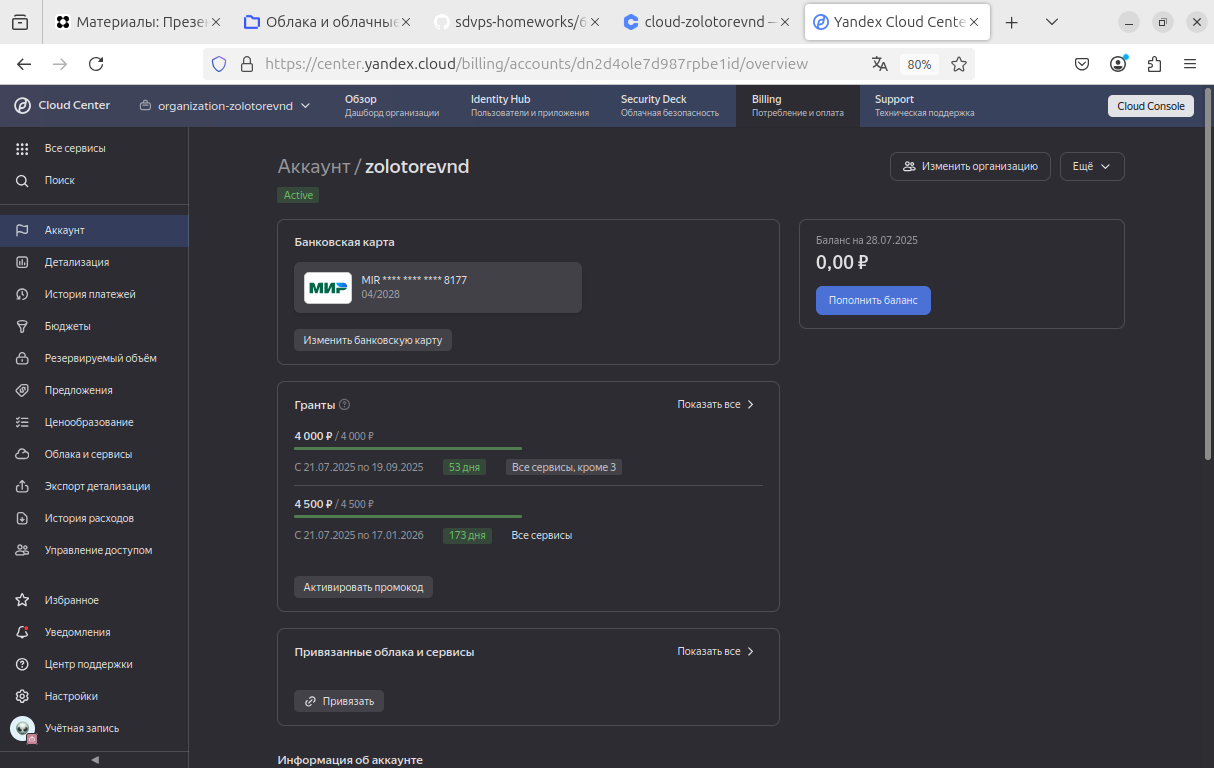 Материалы: Презен
Облака и облачные
sdvps-homeworks/6
cloud-zolotorevnd —
Yandex Cloud Cente
https://center.yandex.cloud/billing/accounts/dn2d4ole7d987rpbe1id/overview
80%
Cloud Center
organization-zolotorevnd
Обзор
Дашборд организации
Identity Hub
Пользователи и приложения
Security Deck
Облачная безопасность
Billing
Потребление и оплата
Support
Техническая поддержка
Cloud Console
Все сервисы
Поиск
Аккаунт
Детализация
История платежей
Бюджеты
Резервируемый объём
Предложения
Ценообразование
Облака и сервисы
Экспорт детализации
История расходов
Управление доступом
Избранное
Уведомления
Центр поддержки
Настройки
Учётная запись
Аккаунт / zolotorevnd
Изменить организацию
Ещё
Active
Банковская карта
МИР
MIR **** **** **** 8177
04/2028
Изменить банковскую карту
Баланс на 28.07.2025
0,00 ₽
Пополнить баланс
Гранты
Показать все
4 000 ₽ / 4 000 ₽
С 21.07.2025 по 19.09.2025 53 дня Все сервисы, кроме 3
4 500 ₽ / 4 500 ₽
С 21.07.2025 по 17.01.2026 173 дня Все сервисы
Активировать промокод
Привязанные облака и сервисы
Показать все
Привязать
Информация об аккаунте